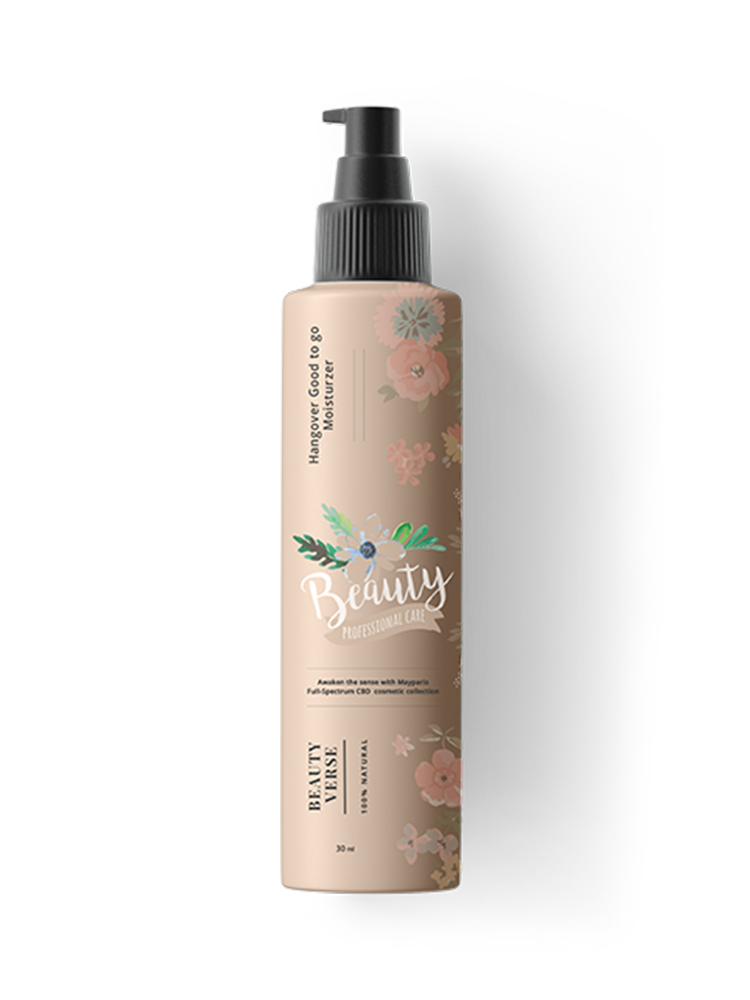 Hangover Good to go
Moisturzer
Beauty
PROFESSIONAL CARE
Awaken the sense with Mayparis
Full-Spectrum CBD cosmetic collection
BEAUTY
VERSE
100% NATURAL
30 ml